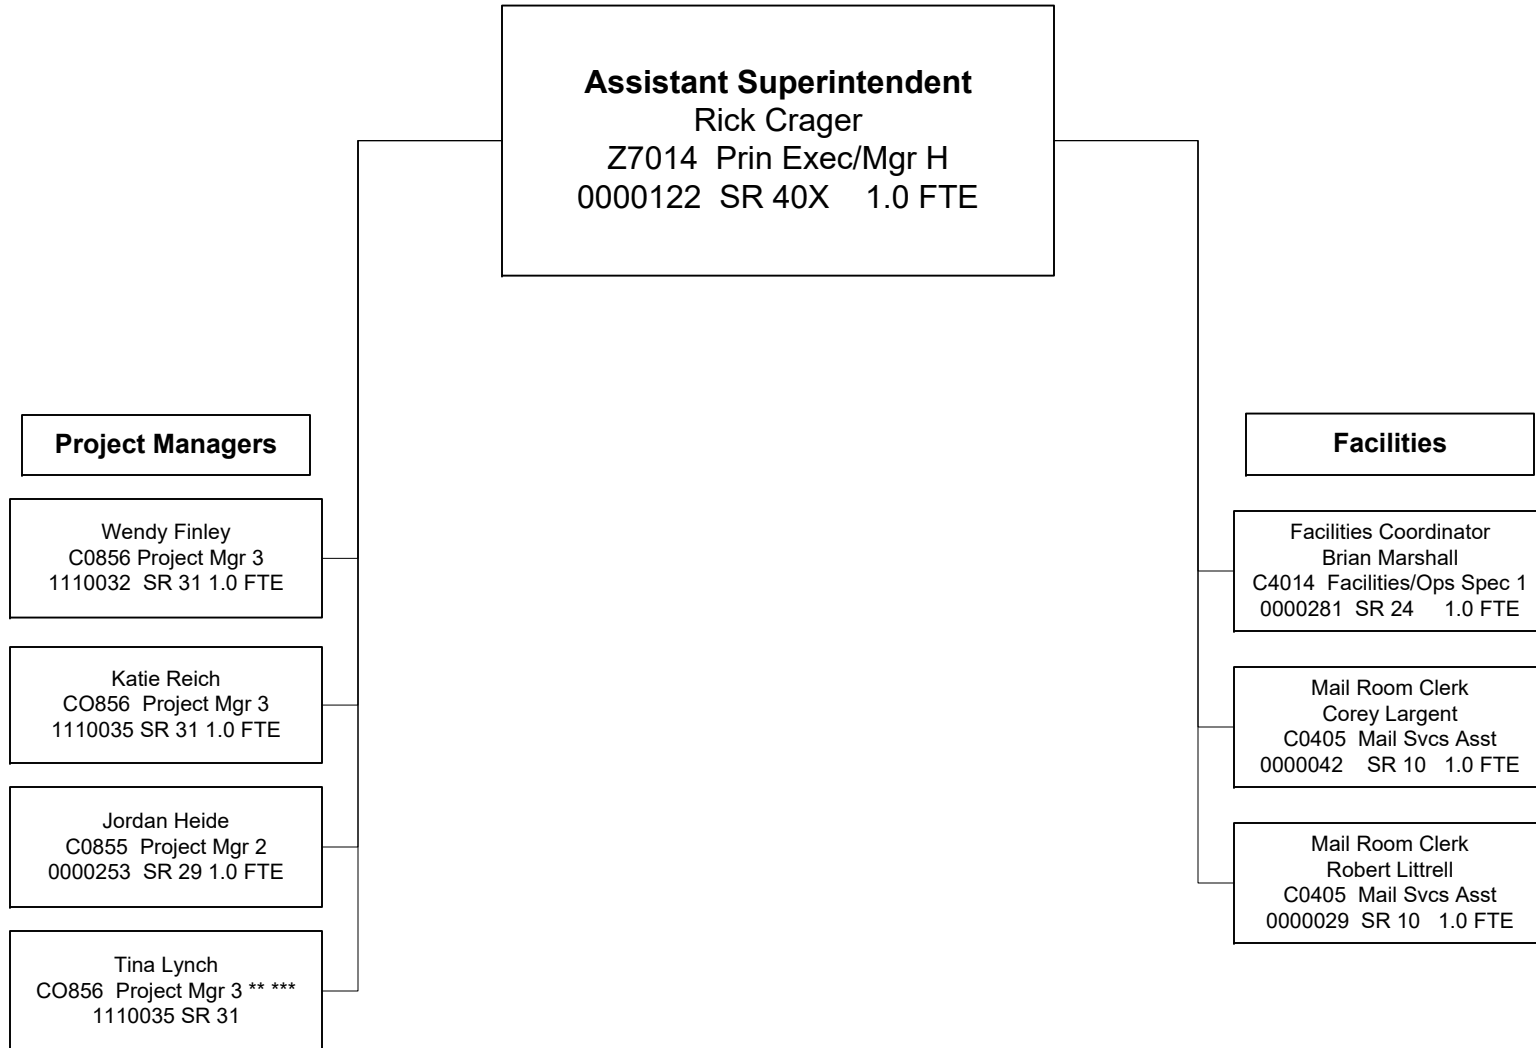 Assistant Superintendent
Rick Crager
Z7014 Prin Exec/Mgr H
0000122 SR 40X 1.0 FTE
Project Managers
Wendy Finley
C0856 Project Mgr 3
1110032 SR 31 1.0 FTE
Katie Reich
CO856 Project Mgr 3
1110035 SR 31 1.0 FTE
Jordan Heide
C0855 Project Mgr 2
0000253 SR 29 1.0 FTE
Tina Lynch
CO856 Project Mgr 3 ** ***
1110035 SR 31
Facilities
Facilities Coordinator
Brian Marshall
C4014 Facilities/Ops Spec 1
0000281 SR 24 1.0 FTE
Mail Room Clerk
Corey Largent
C0405 Mail Svcs Asst
0000042 SR 10 1.0 FTE
Mail Room Clerk
Robert Littrell
C0405 Mail Svcs Asst
0000029 SR 10 1.0 FTE